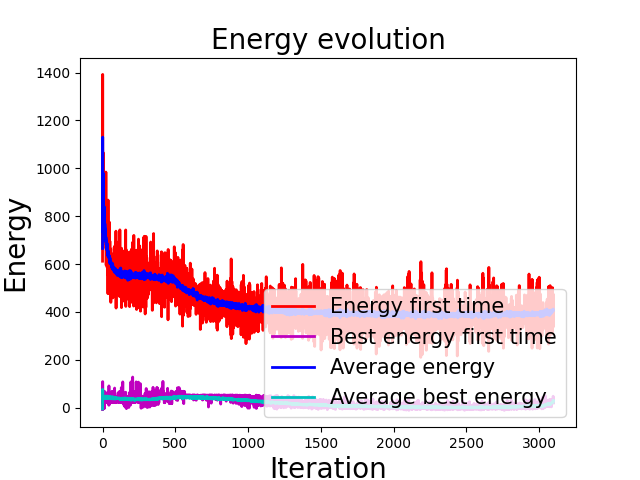 Energy evolution
1400
1200
1000
800
600
400
200
0
Energy
Energy first time
Best energy first time
Average energy
Average best energy
0 500 1000 1500 2000 2500 3000
Iteration